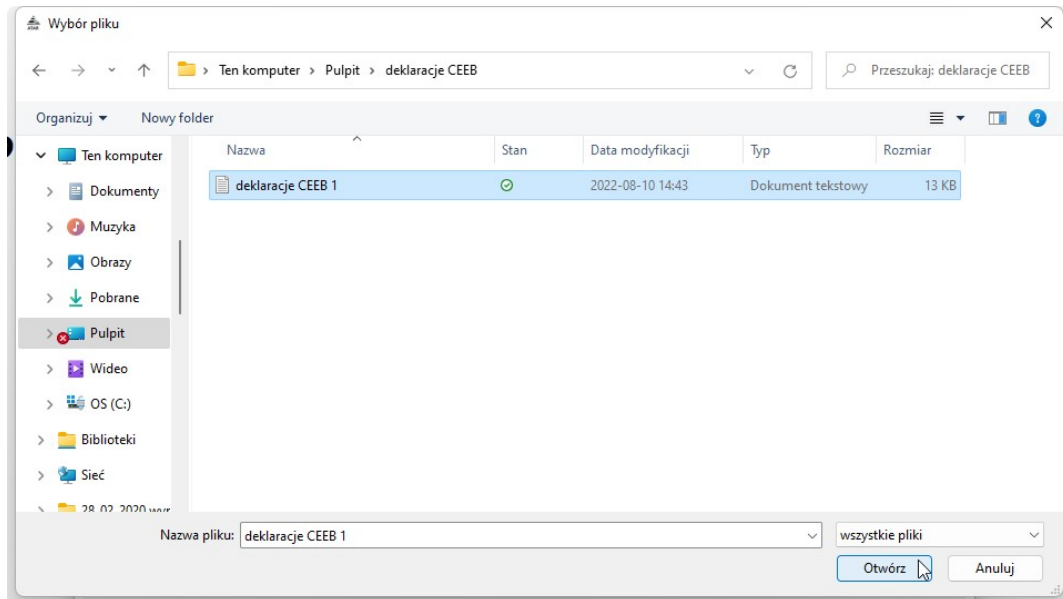 Wybór pliku
Ten komputer > Pulpit > deklaracje CEEB
Przeszukaj: deklaracje CEEB
Organizuj
Nowy folder
Nazwa Stan Data modyfikacji Typ Rozmiar
deklaracje CEEB 1 2022-08-10 14:43 Dokument tekstowy 13 KB
Ten komputer
Dokumenty
Muzyka
Obrazy
Pobrane
Pulpit
Wideo
OS (C:)
Biblioteki
Sieć
28_02_2020
Nazwa pliku: deklaracje CEEB 1
wszystkie pliki
Otwórz
Anuluj